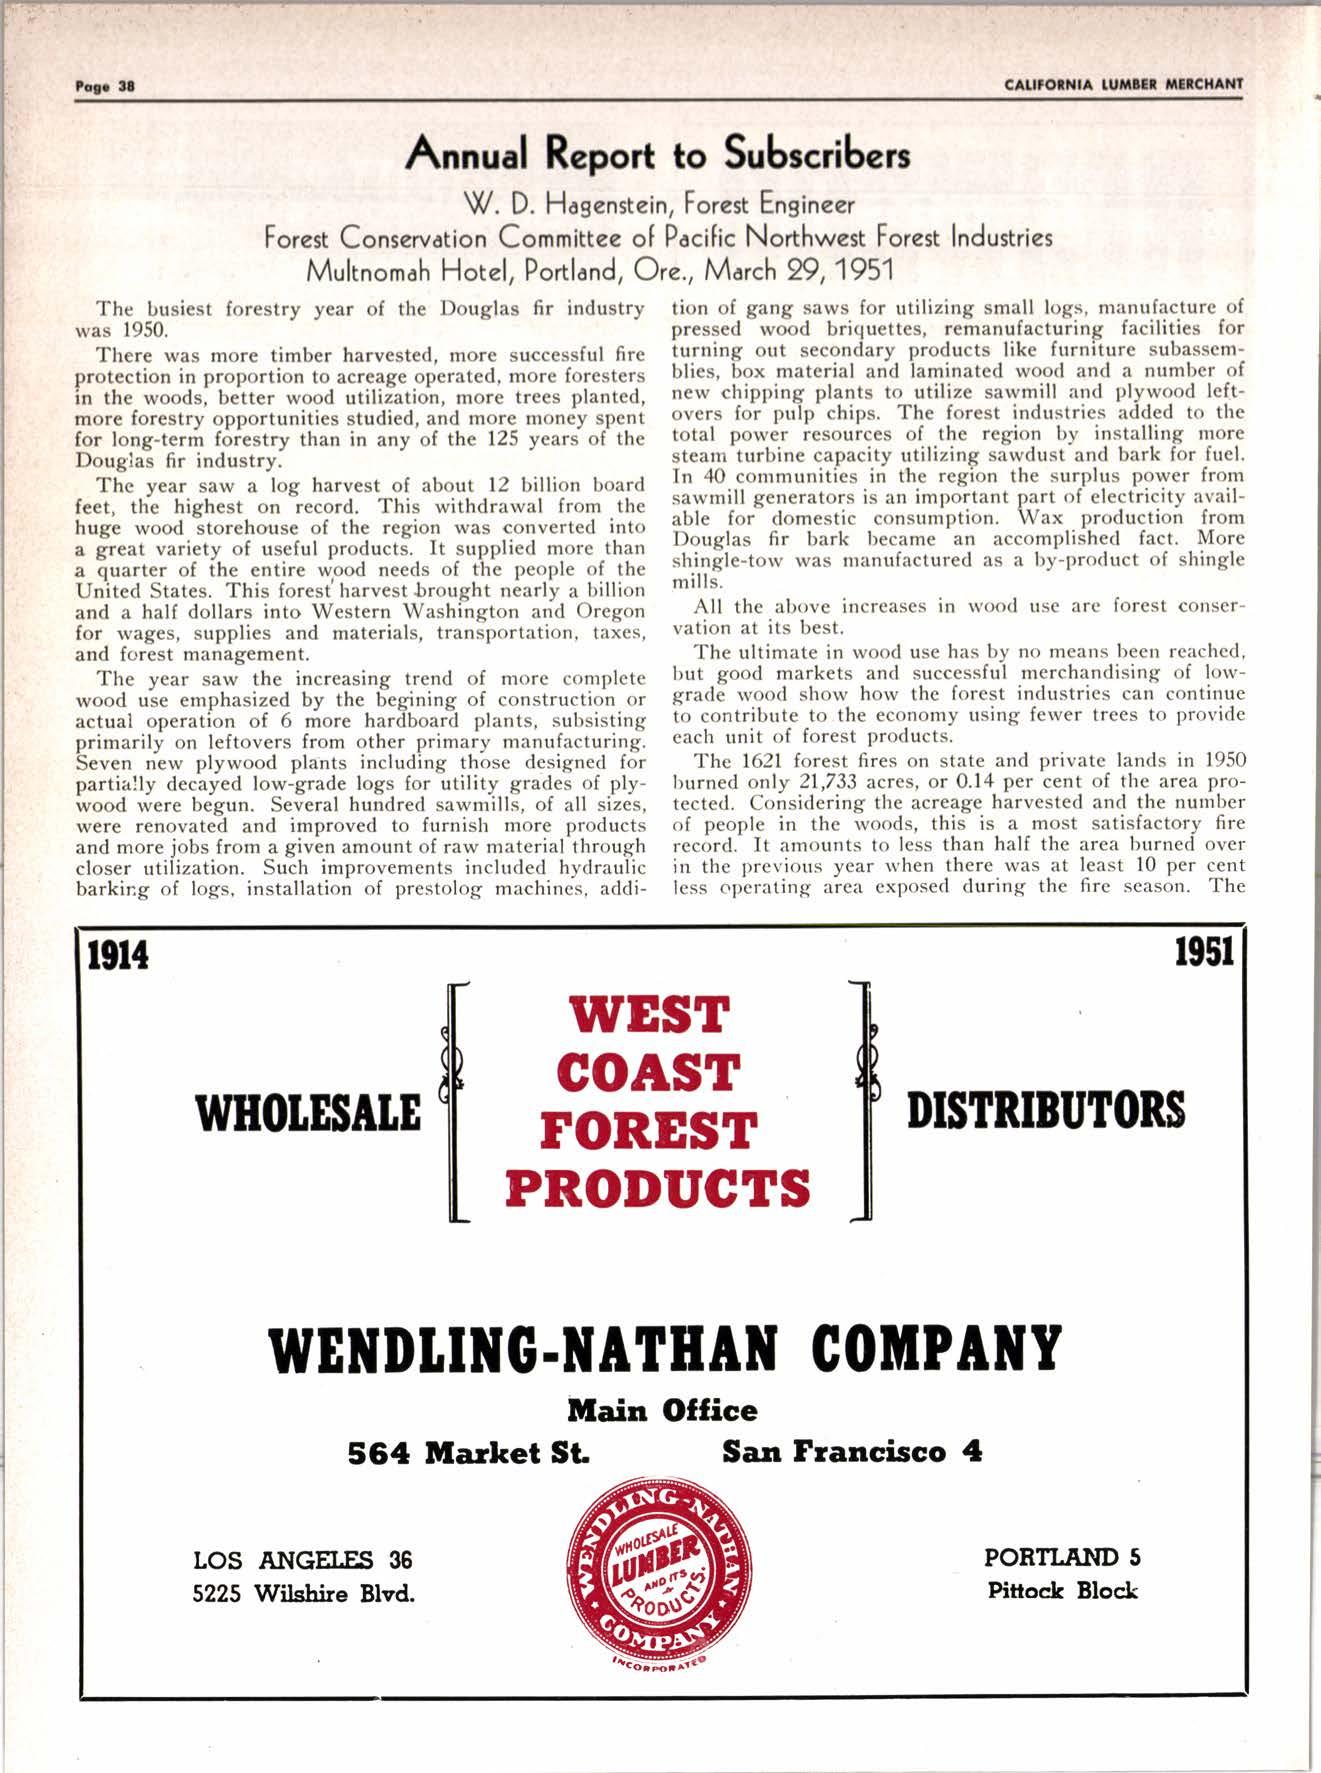 Page 38
CALIFORNIA LUMBER MERCHANT
Annual Report to Subscribers
W. D. Hagenstein, Forest Engineer
Forest Conservation Committee of Pacific Northwest Forest Industries
Multnomah Hotel, Portland, Ore., March 29, 1951
The busiest forestry year of the Douglas fir industry
was 1950.
There was more timber harvested, more successful fire
protection in proportion to acreage operated, more foresters
in the woods, better wood utilization, more trees planted,
more forestry opportunities studied, and more money spent
for long-term forestry than in any of the 125 years of the
Douglas fir industry.
The year saw a log harvest of about 12 billion board
feet, the highest on record. This withdrawal from the
huge wood storehouse of the region was converted into
a great variety of useful products. It supplied more than
a quarter of the entire wood needs of the people of the
United States. This forest harvest brought nearly a billion
and a half dollars into Western Washington and Oregon
for wages, supplies and materials, transportation, taxes,
and forest management.
The year saw the increasing trend of more complete
wood use emphasized by the begining of construction or
actual operation of 6 more hardboard plants, subsisting
primarily on leftovers from other primary manufacturing.
Seven new plywood plants including those designed for
partially decayed low-grade logs for utility grades of ply-
wood were begun. Several hundred sawmills, of all sizes,
were renovated and improved to furnish more products
and more jobs from a given amount of raw material through
closer utilization. Such improvements included hydraulic
barking of logs, installation of prestolog machines, addi-
tion of gang saws for utilizing small logs, manufacture of
pressed wood briquettes, remanufacturing facilities for
turning out secondary products like furniture subassem-
blies, box material and laminated wood and a number of
new chipping plants to utilize sawmill and plywood left-
overs for pulp chips. The forest industries added to the
total power resources of the region by installing more
steam turbine capacity utilizing sawdust and bark for fuel.
In 40 communities in the region the surplus power from
sawmill generators is an important part of electricity avail-
able for domestic consumption. Wax production from
Douglas fir bark became an accomplished fact. More
shingle-tow was manufactured as a by-product of shingle
mills.
All the above increases in wood use are forest conser-
vation at its best.
The ultimate in wood use has by no means been reached,
but good markets and successful merchandising of low-
grade wood show how the forest industries can continue
to contribute to the economy using fewer trees to provide
each unit of forest products.
The 1621 forest fires on state and private lands in 1950
burned only 21,733 acres, or 0.14 per cent of the area pro-
tected. Considering the acreage harvested and the number
of people in the woods, this is a most satisfactory fire
record. It amounts to less than half the area burned over
in the previous year when there was at least 10 per cent
less operating area exposed during the fire season. The
1914
1951
WHOLESALE
WEST
COAST
FOREST
PRODUCTS
DISTRIBUTORS
WENDLING-NATHAN COMPANY
Main Office
564 Market St. San Francisco 4
LOS ANGELES 36
5225 Wilshire Blvd.
WENDLING-NATHAN
COMPANY
WHOLESALE
LUMBER
AND ITS
PRODUCTS.
INCORPORATED
PORTLAND 5
Pittock Block